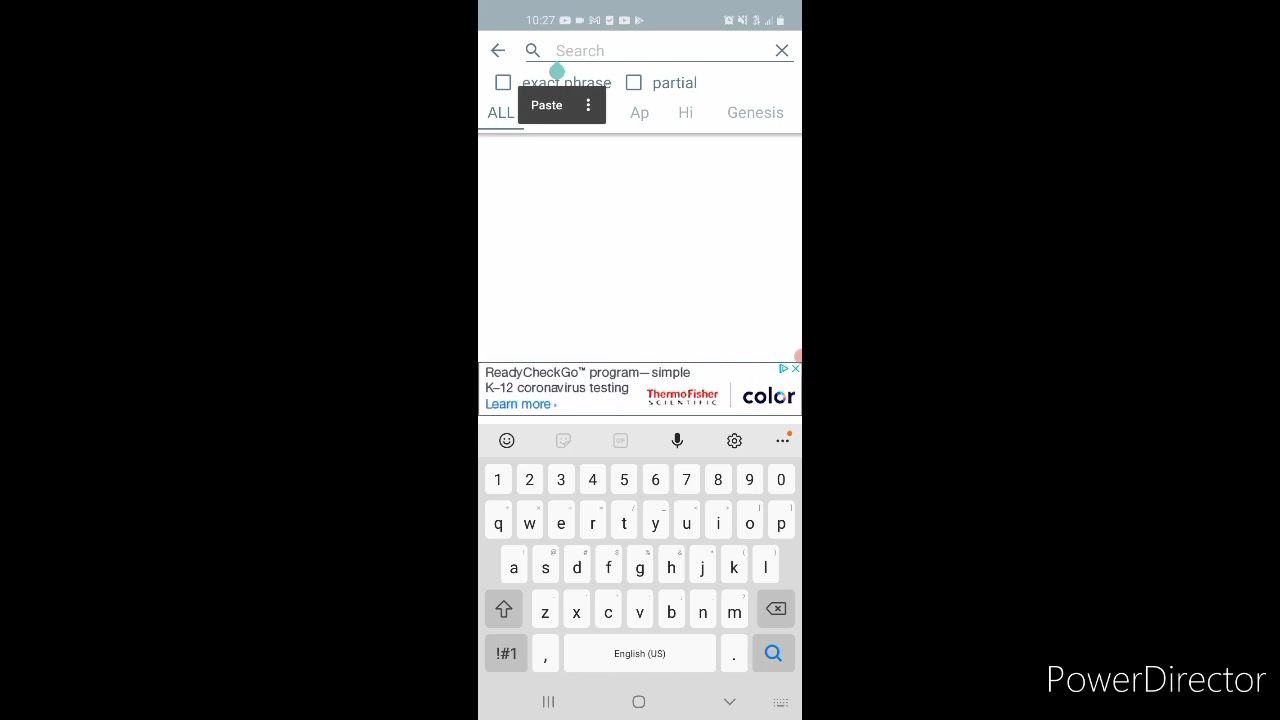 10:27
Search
exact phrase partial
Paste
ALL Ap Hi Genesis
ReadyCheckGo™ program—simple
K–12 coronavirus testing
Learn more ›
ThermoFisher
SCIENTIFIC
color
GIF
1 2 3 4 5 6 7 8 9 0
q w e r t y u i o p
a s d f g h j k l
z x c v b n m
!#1 , English (US) .
PowerDirector